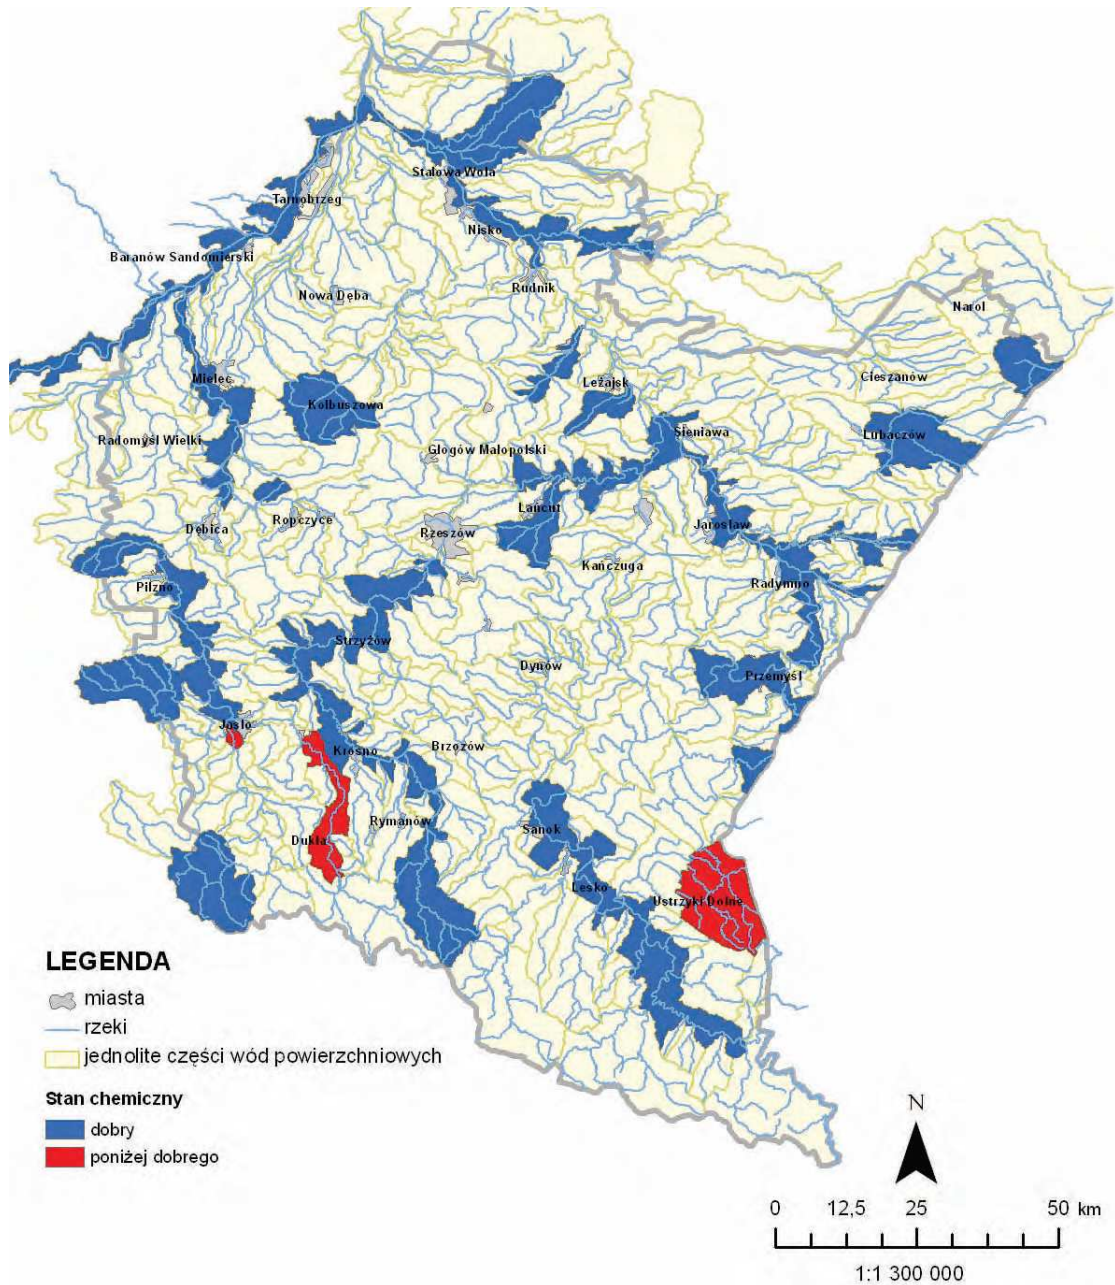 Stalowa Wola
Tarnobrzeg
Nisko
Baranów Sandomierski
Rudnik
Nowa Dęba
Narol
Mielec
Leżajsk
Cieszanów
Kolbuszowa
Radomyśl Wielki
Sieniawa
Lubaczów
Głogów Małopolski
Łańcut
Dębica
Ropczyce
Rzeszów
Jarosław
Kańczuga
Pilzno
Radymno
Strzyżów
Dynów
Przemyśl
Jasło
Krosno
Brzozów
Rymanów
Sanok
Dukla
Lesko
Ustrzyki Dolne
LEGENDA
miasta
rzeki
jednolite części wód powierzchniowych
Stan chemiczny
dobry
poniżej dobrego
N
0 12,5 25 50 km
1:1 300 000